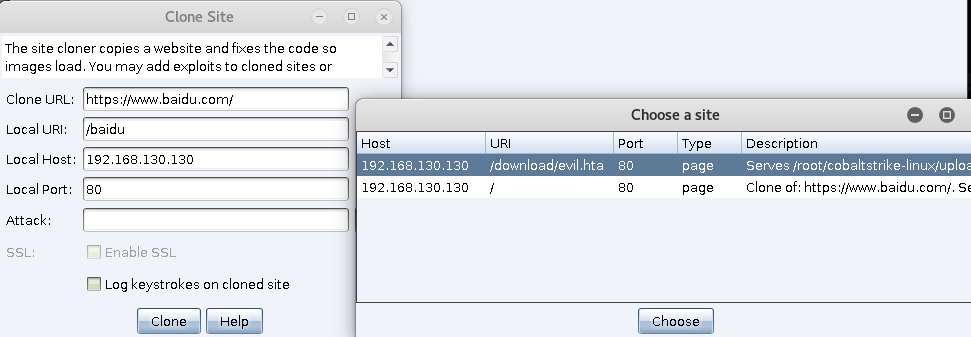 Clone Site
The site cloner copies a website and fixes the code so
images load. You may add exploits to cloned sites or
Clone URL: https://www.baidu.com/
Local URI: /baidu
Local Host: 192.168.130.130
Local Port: 80
Attack:
SSL: Enable SSL
Log keystrokes on cloned site
Clone Help
Choose a site
Host URI Port Type Description
192.168.130.130 /download/evil.hta 80 page Serves /root/cobaltstrike-linux/uploa
192.168.130.130 / 80 page Clone of: https://www.baidu.com/. Se
Choose